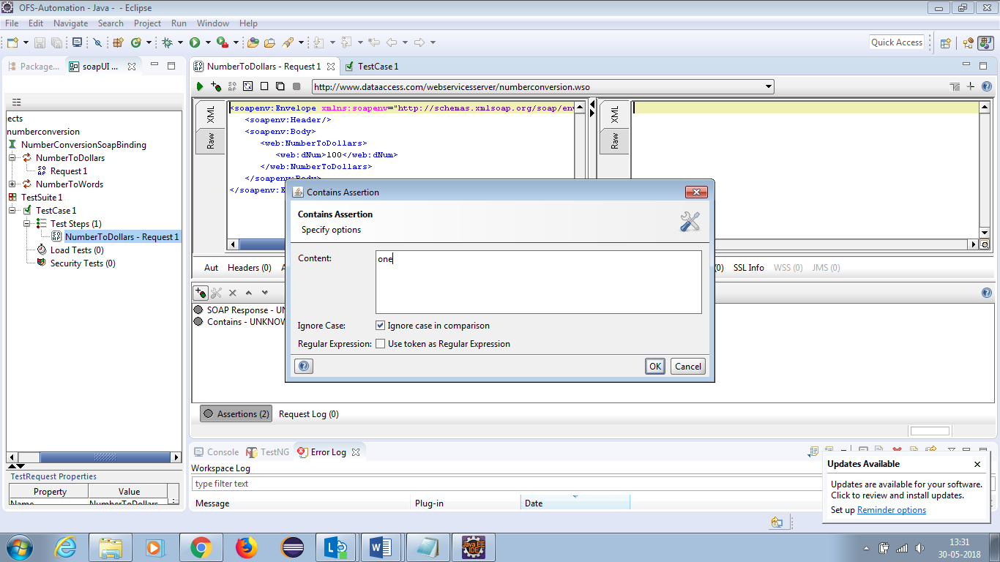 OFS-Automation - Java - - Eclipse
File Edit Navigate Search Project Run Window Help
Quick Access
Package... soapUI ...
NumberToDollars - Request 1 TestCase 1
http://www.dataaccess.com/webservicesserver/numberconversion.wso
ects
numberconversion
NumberConversionSoapBinding
NumberToDollars
Request 1
NumberToWords
TestSuite 1
TestCase 1
Test Steps (1)
NumberToDollars - Request 1
Load Tests (0)
Security Tests (0)
XML
Raw
<soapenv:Envelope xmlns:soapenv="http://schemas.xmlsoap.org/soap/env
<soapenv:Header/>
<soapenv:Body>
<web:NumberToDollars>
<web:dNum>100</web:dNum>
</web:NumberToDollars>
</soapenv:Body>
</soapenv:E
XML
Raw
Contains Assertion
Contains Assertion
Specify options
Content: one
Ignore Case: Ignore case in comparison
Regular Expression: Use token as Regular Expression
OK Cancel
Aut Headers (0) A (0) SSL Info WSS (0) JMS (0)
SOAP Response - UN
Contains - UNKNOW
Assertions (2) Request Log (0)
TestRequest Properties
Property Value
Name NumberToDollars
Console TestNG Error Log
Workspace Log
type filter text
Message Plug-in Date
Updates Available
Updates are available for your software.
Click to review and install updates.
Set up Reminder options
Java EE
IDE
13:31
30-05-2018